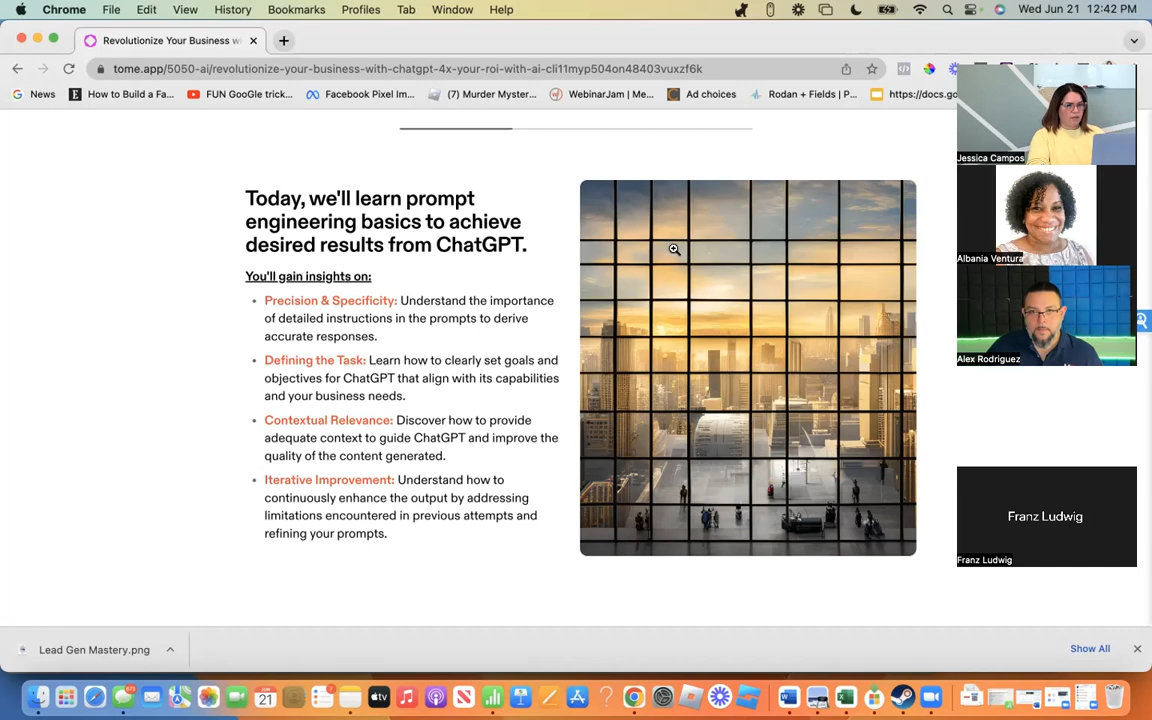 Chrome File Edit View History Bookmarks Profiles Tab Window Help Wed Jun 21 12:42 PM
Revolutionize Your Business wi
tome.app/5050-ai/revolutionize-your-business-with-chatgpt-4x-your-roi-with-ai-cli11myp504on48403vuxzf6k
News How to Build a Fa... FUN GooGle trick... Facebook Pixel Im... (7) Murder Myster... WebinarJam | Me... Ad choices Rodan + Fields | P... https://docs.go
Jessica Campos
Today, we'll learn prompt
engineering basics to achieve
desired results from ChatGPT.
You'll gain insights on:
Precision & Specificity: Understand the importance
of detailed instructions in the prompts to derive
accurate responses.
Defining the Task: Learn how to clearly set goals and
objectives for ChatGPT that align with its capabilities
and your business needs.
Contextual Relevance: Discover how to provide
adequate context to guide ChatGPT and improve the
quality of the content generated.
Iterative Improvement: Understand how to
continuously enhance the output by addressing
limitations encountered in previous attempts and
refining your prompts.
Albania Ventura
Alex Rodriguez
Franz Ludwig
Franz Ludwig
Lead Gen Mastery.png
Show All